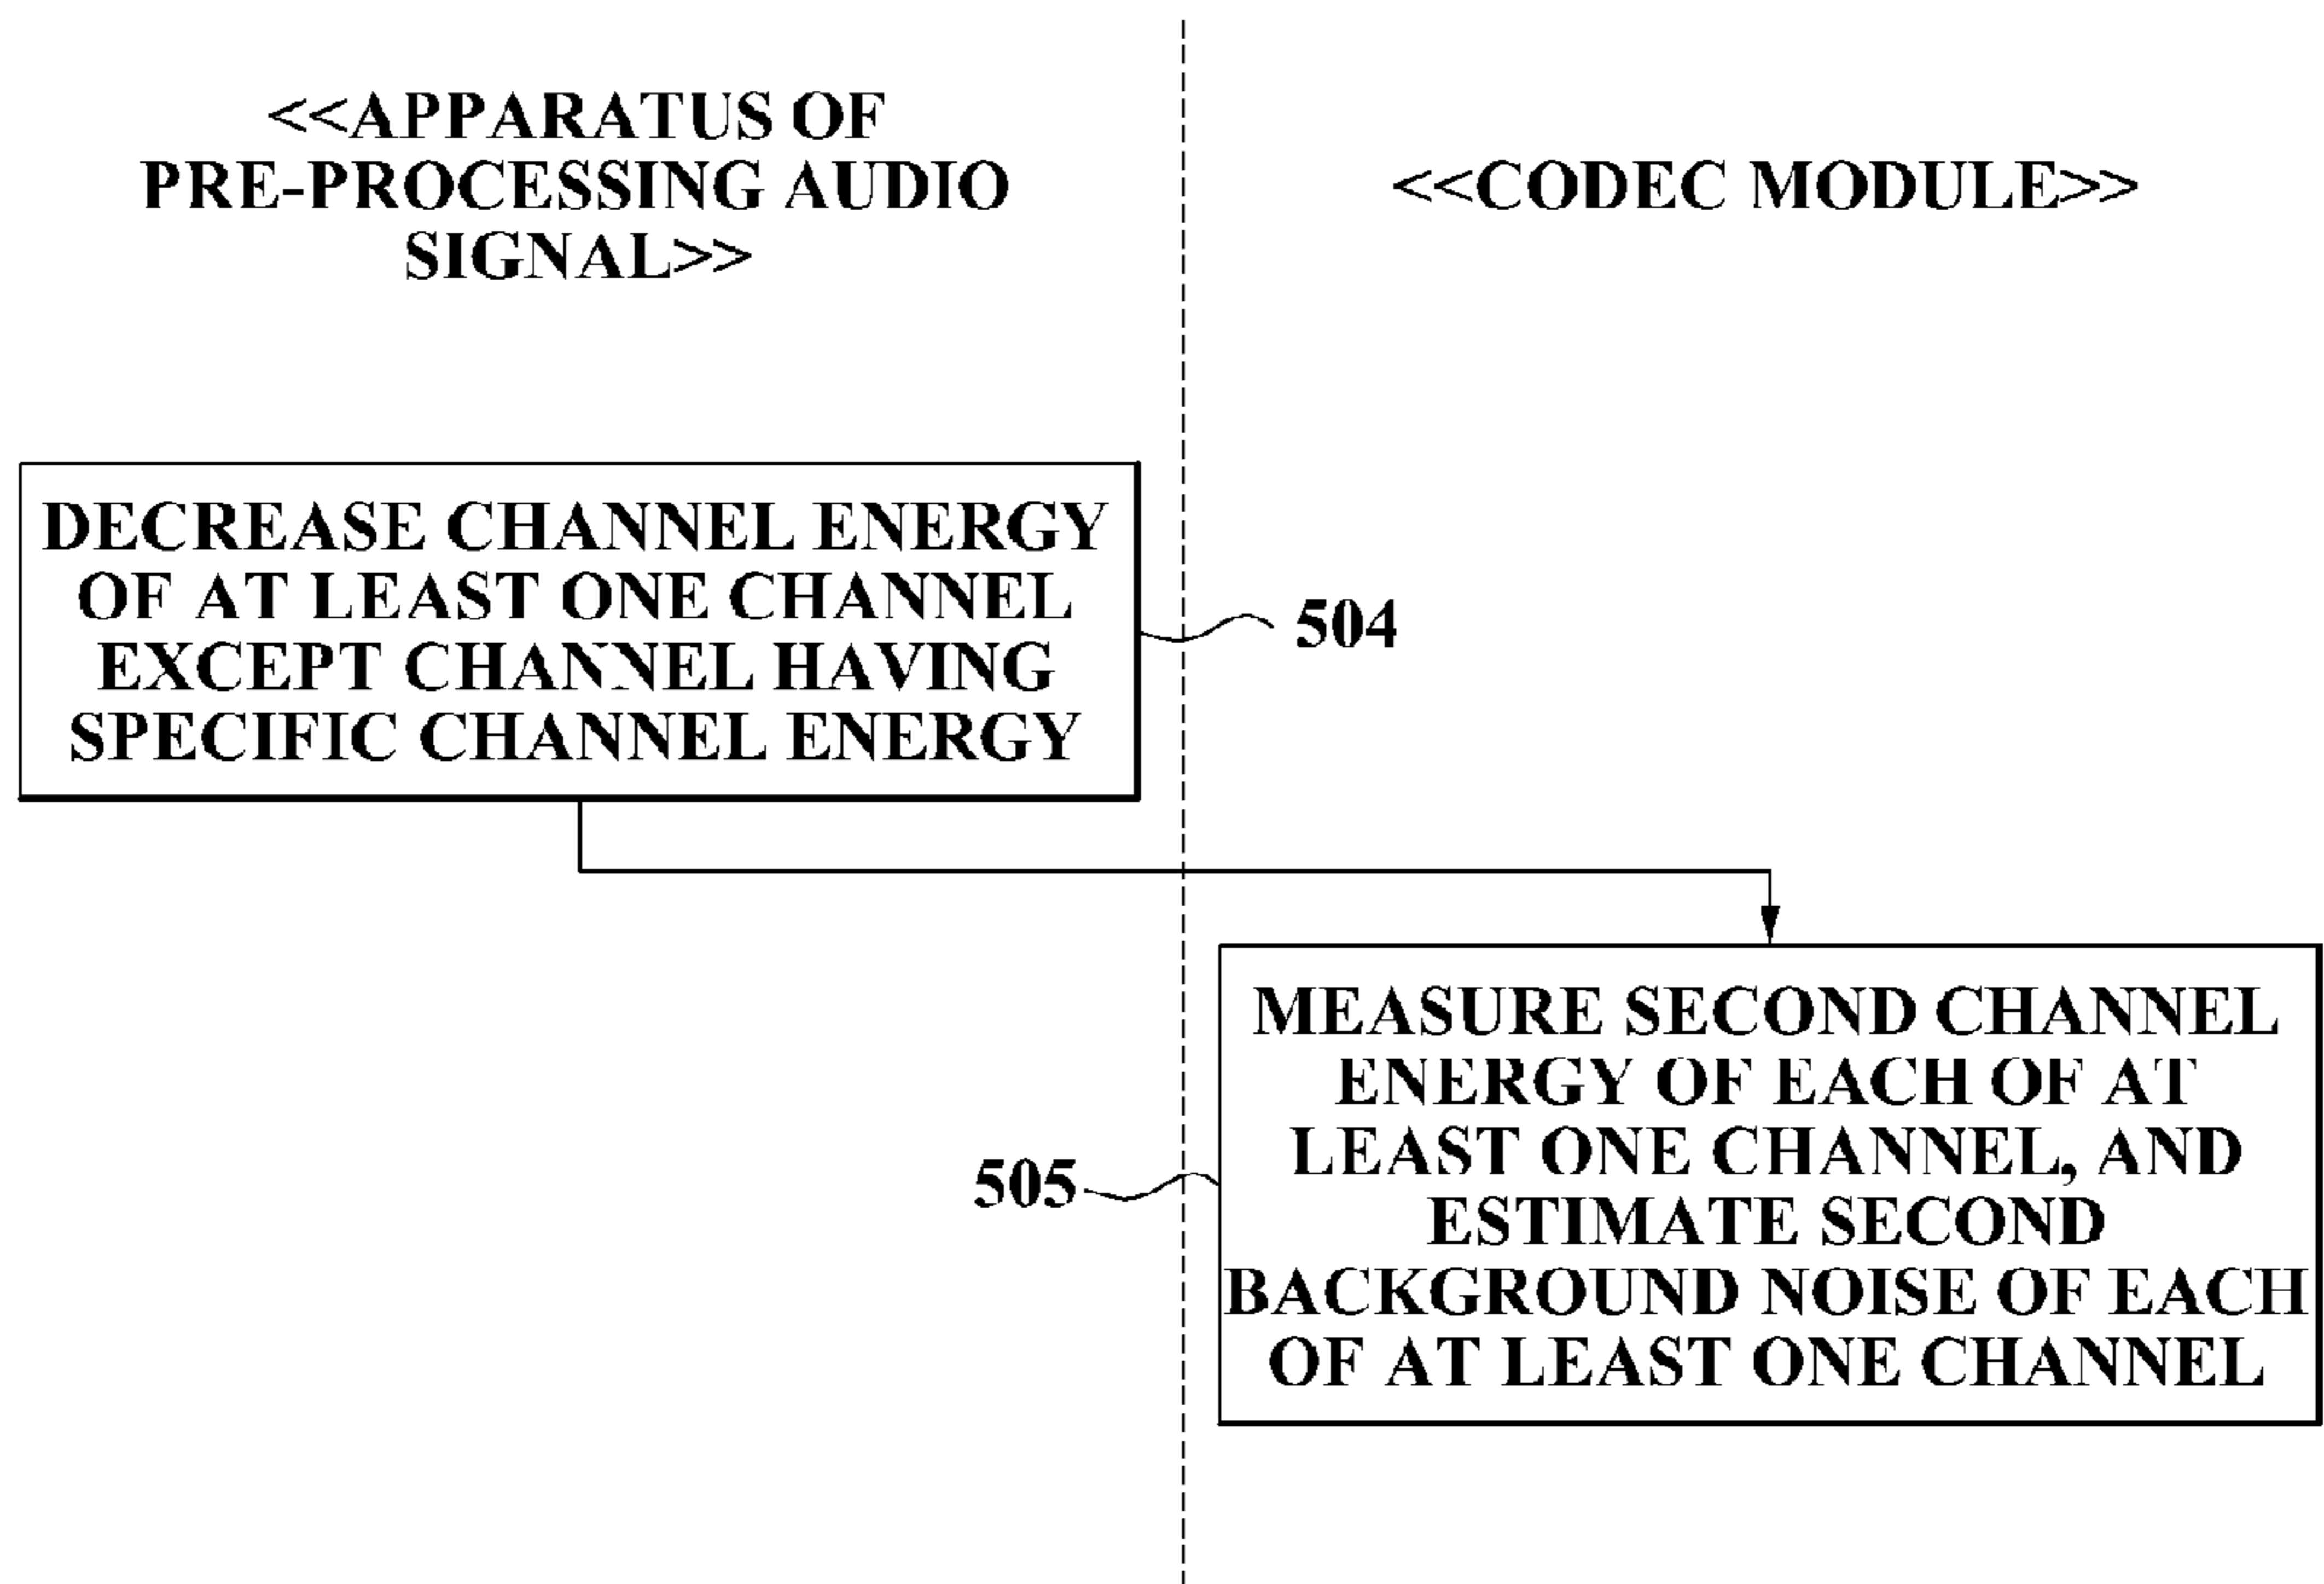 <<APPARATUS OF
PRE-PROCESSING AUDIO
SIGNAL>>
<<CODEC MODULE>>
DECREASE CHANNEL ENERGY
OF AT LEAST ONE CHANNEL
EXCEPT CHANNEL HAVING
SPECIFIC CHANNEL ENERGY
504
MEASURE SECOND CHANNEL
ENERGY OF EACH OF AT
LEAST ONE CHANNEL, AND
ESTIMATE SECOND
BACKGROUND NOISE OF EACH
OF AT LEAST ONE CHANNEL
505